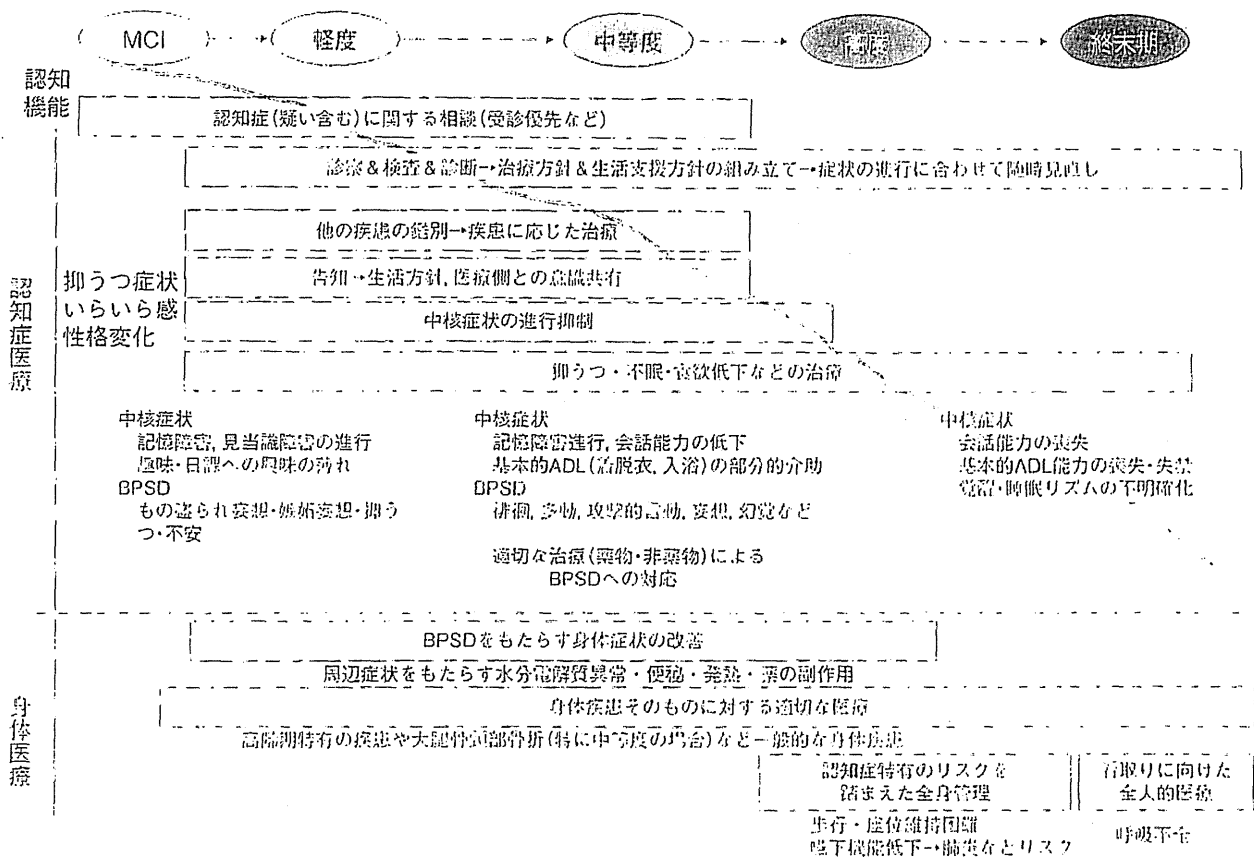 MCI
軽度
中等度
高度
終末期
認知
機能
認知症(疑い含む)に関する相談(受診優先など)
診察&検査&診断→治療方針&生活支援方針の組み立て→症状の進行に合わせて随時見直し
他の疾患の鑑別→疾患に応じた治療
告知→生活方針,医療側との意識共有
中核症状の進行抑制
抑うつ・不眠・食欲低下などの治療
認知症医療
抑うつ症状
いらいら感
性格変化
中核症状
記憶障害,見当識障害の進行
趣味・日課への興味の薄れ
BPSD
もの盗られ妄想・嫉妬妄想・抑う
つ・不安
中核症状
記憶障害進行,会話能力の低下
基本的ADL(着脱衣,入浴)の部分的介助
BPSD
徘徊,多動,攻撃的言動,妄想,幻覚など
適切な治療(薬物・非薬物)による
BPSDへの対応
中核症状
会話能力の喪失
基本的ADL能力の喪失・失禁
覚醒・睡眠リズムの不明確化
身体医療
BPSDをもたらす身体症状の改善
周辺症状をもたらす水分電解質異常・便秘・発熱・薬の副作用
身体疾患そのものに対する適切な医療
高齢期特有の疾患や大腿骨頸部骨折(特に中等度の場合)など一般的な身体疾患
認知症特有のリスクを
踏まえた全身管理
歩行・座位維持困難
嚥下機能低下→肺炎などリスク
看取りに向けた
全人的医療
呼吸不全